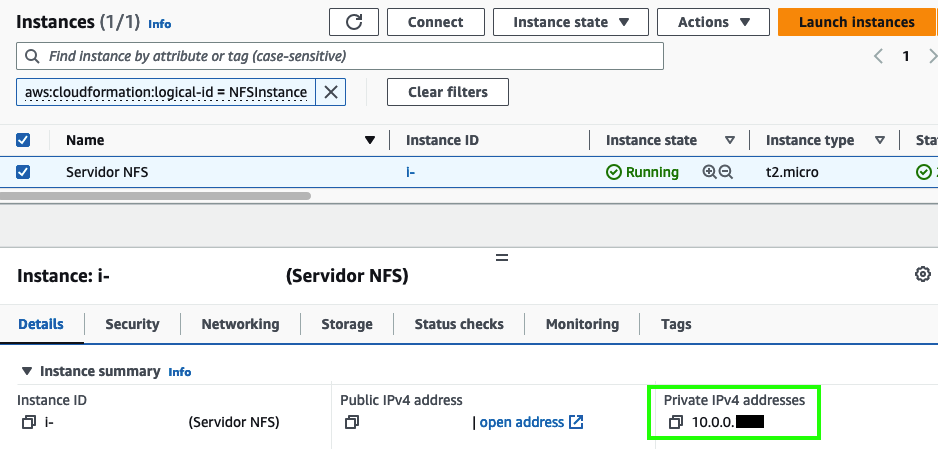 Instances (1/1) Info
Connect
Instance state
Actions
Launch instances
Find instance by attribute or tag (case-sensitive)
1
aws:cloudformation:logical-id = NFSInstance
Clear filters
Name
Instance ID
Instance state
Instance type
Sta
Servidor NFS
i-
Running
t2.micro
Instance: i- (Servidor NFS)
Details
Security
Networking
Storage
Status checks
Monitoring
Tags
Instance summary Info
Instance ID
Public IPv4 address
Private IPv4 addresses
i- (Servidor NFS)
| open address
10.0.0.